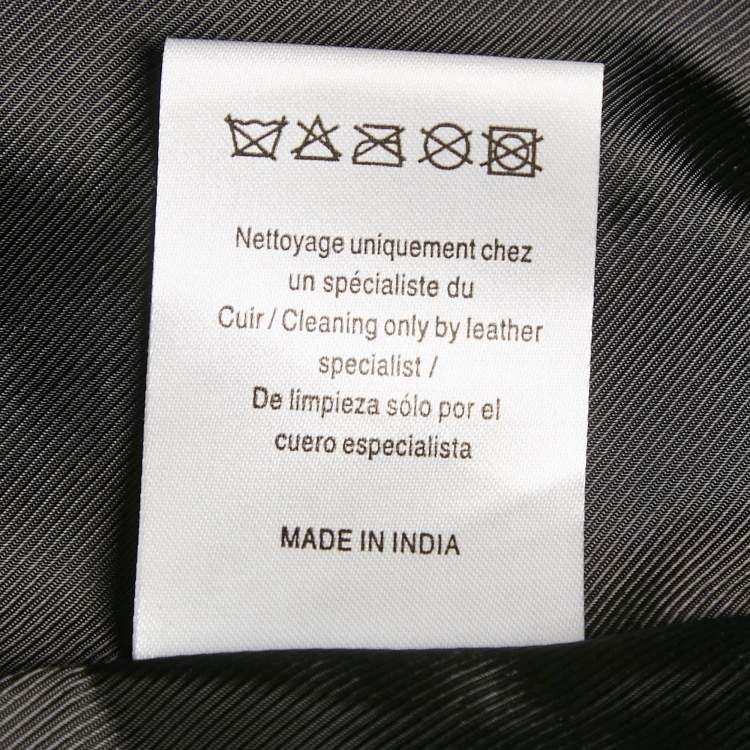 Nettoyage uniquement chez
un spécialiste du
Cuir / Cleaning only by leather
specialist /
De limpieza sólo por el
cuero especialista
MADE IN INDIA